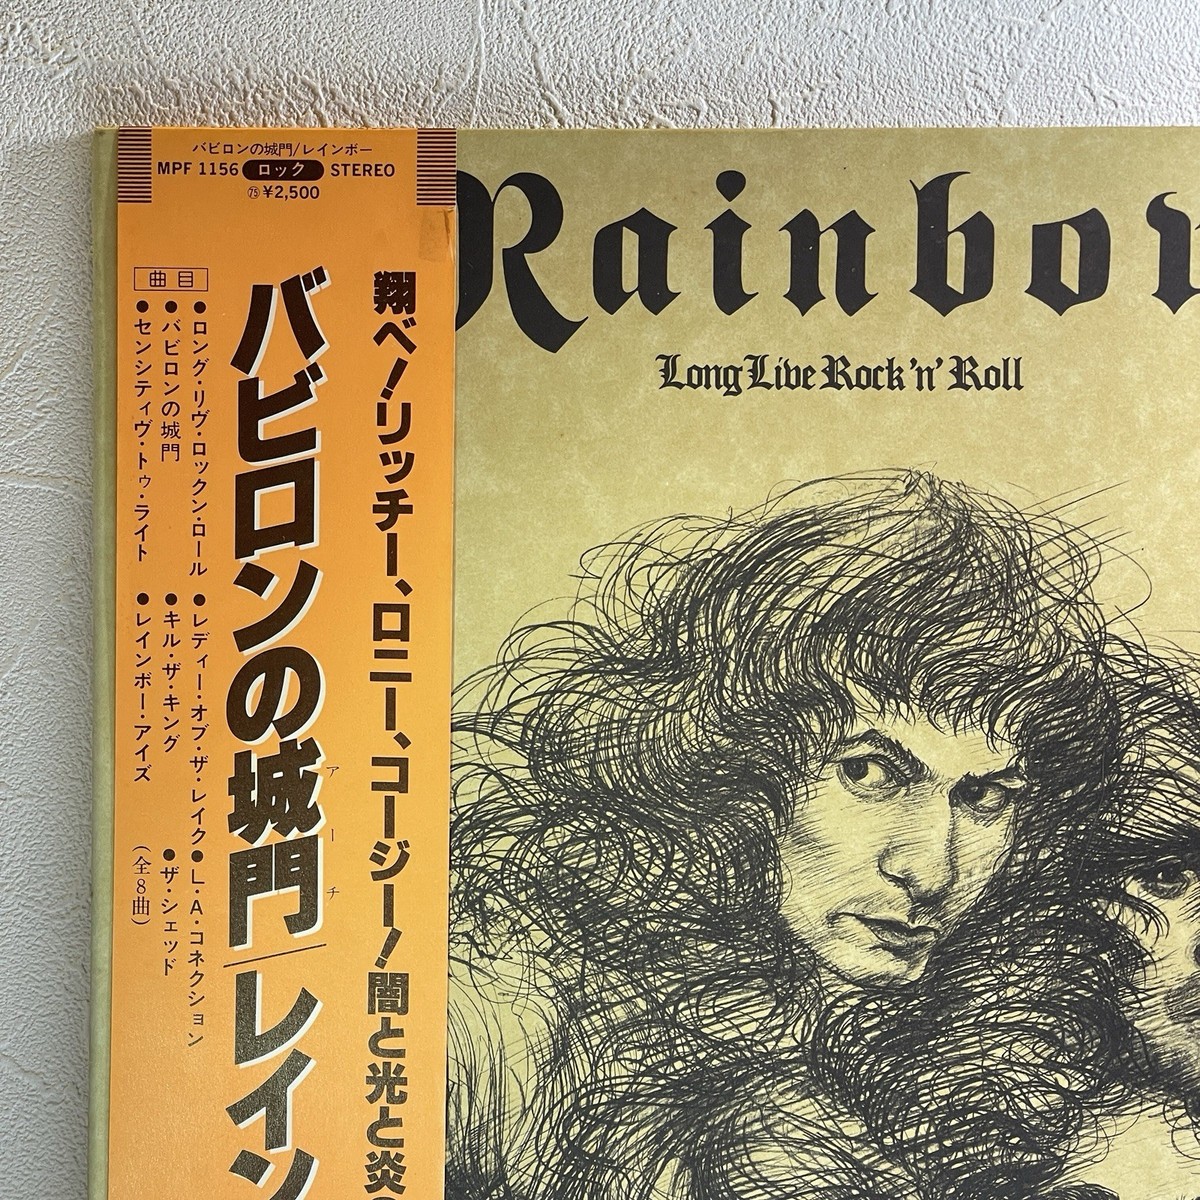 バビロンの城門/レインボー
MPF 1156 ロック STEREO
㊆ ¥2,500
翔べ!リッチー、ロニー、コージー!闇と光と炎の
バビロンの城門/レイン
アーチ
曲目
●ロング・リヴ・ロックン・ロール ●レディー・オブ・ザ・レイク ●L・A・コネクション
●バビロンの城門 ●キル・ザ・キング ●ザ・シェッド
●センシティヴ・トゥ・ライト ●レインボー・アイズ (全8曲)
Rainbow
Long Live Rock 'n' Roll